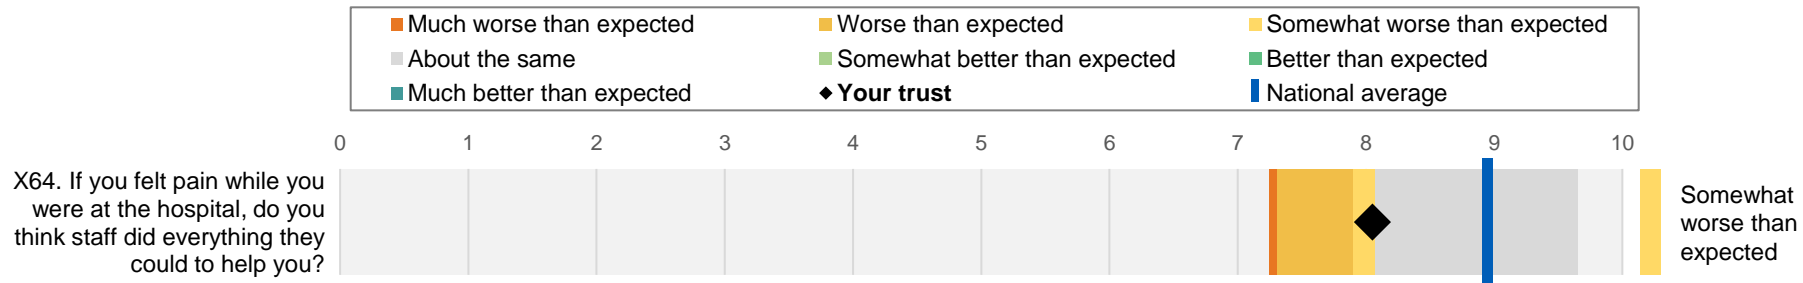 Much worse than expected Worse than expected Somewhat worse than expected
About the same Somewhat better than expected Better than expected
Much better than expected Your trust National average
0 1 2 3 4 5 6 7 8 9 10
X64. If you felt pain while you
were at the hospital, do you
think staff did everything they
could to help you?
Somewhat
worse than
expected